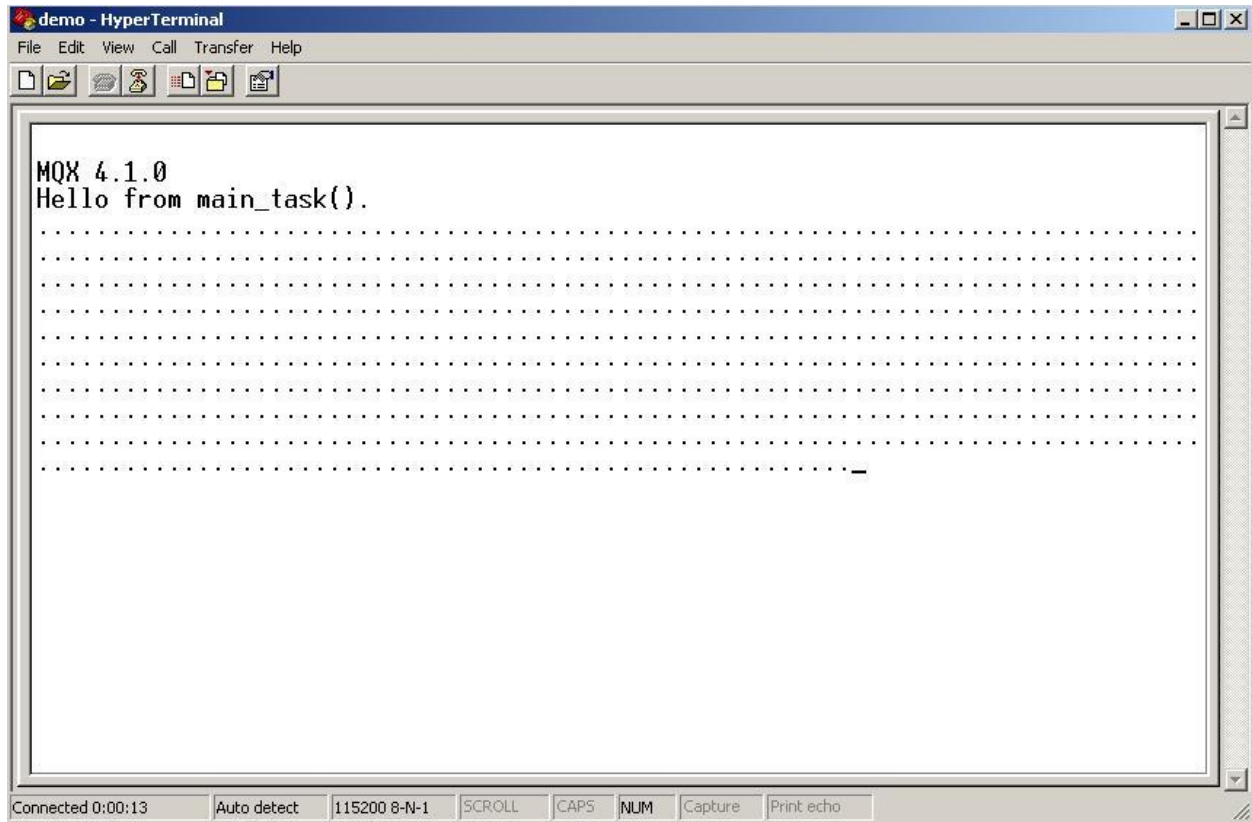 demo - HyperTerminal
File Edit View Call Transfer Help
MQX 4.1.0
Hello from main_task().
................................................................................
................................................................................
................................................................................
................................................................................
................................................................................
................................................................................
................................................................................
................................................................................
................................................................................
........................................................_
Connected 0:00:13 Auto detect 115200 8-N-1 SCROLL CAPS NUM Capture Print echo